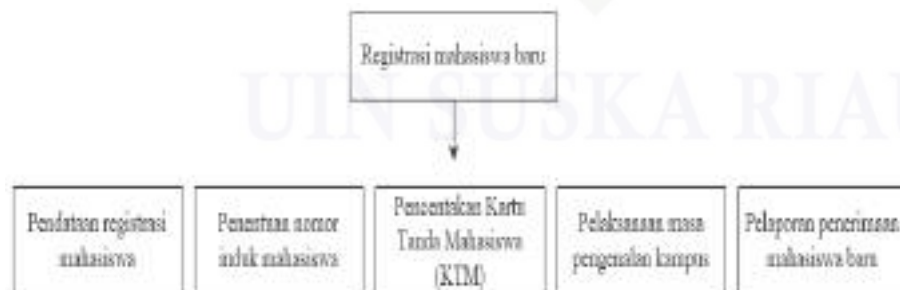 Registrasi mahasiswa baru
UIN SUSKA RIAU
Pendataan registrasi
mahasiswa
Penentuan nomor
induk mahasiswa
Pencentakan Kartu
Tanda Mahasiswa
(KTM)
Pelaksanaan masa
pengenalan kampus
Pelaporan penerimaan
mahasiswa baru